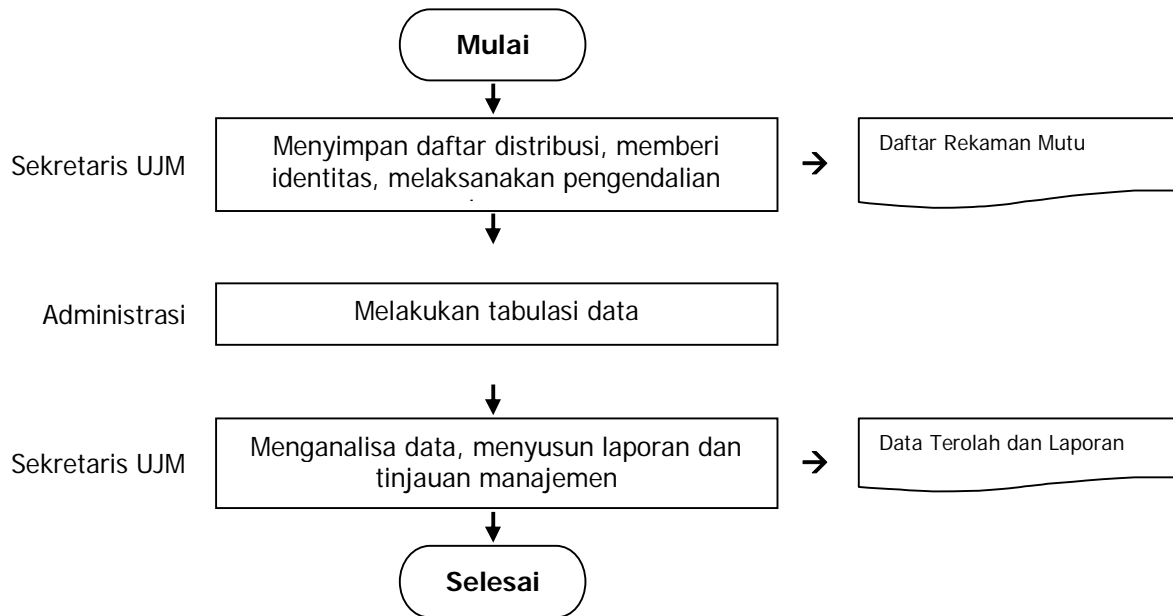 Mulai
Sekretaris UJM
Menyimpan daftar distribusi, memberi
identitas, melaksanakan pengendalian
Daftar Rekaman Mutu
Administrasi
Melakukan tabulasi data
Sekretaris UJM
Menganalisa data, menyusun laporan dan
tinjauan manajemen
Data Terolah dan Laporan
Selesai